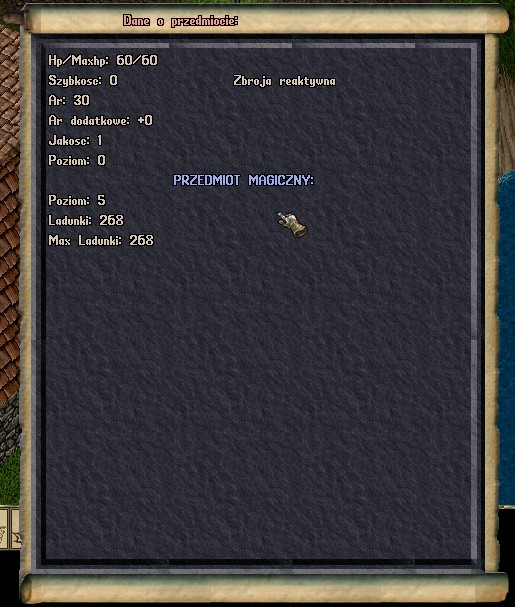 Dane o przedmiocie:
Hp/Maxhp: 60/60
Szybkosc: 0 Zbroja reaktywna
Ar: 30
Ar dodatkowe: +0
Jakosc: 1
Poziom: 0
PRZEDMIOT MAGICZNY:
Poziom: 5
Ladunki: 268
Max Ladunki: 268